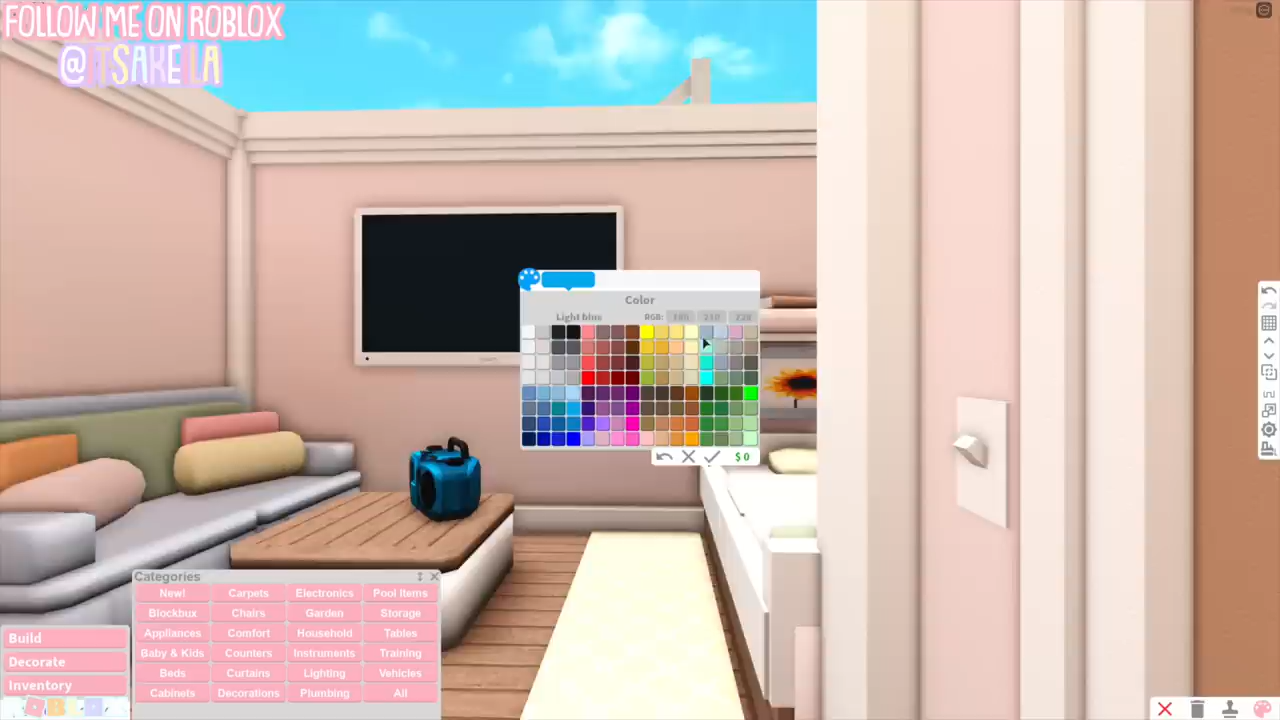 FOLLOW ME ON ROBLOX
@TSAKELA
Color
Light blue RGB:
$ 0
Categories
New! Carpets Electronics Pool Items
Blockbux Chairs Garden Storage
Appliances Comfort Household Tables
Baby & Kids Counters Instruments Training
Beds Curtains Lighting Vehicles
Cabinets Decorations Plumbing All
Build
Decorate
Inventory